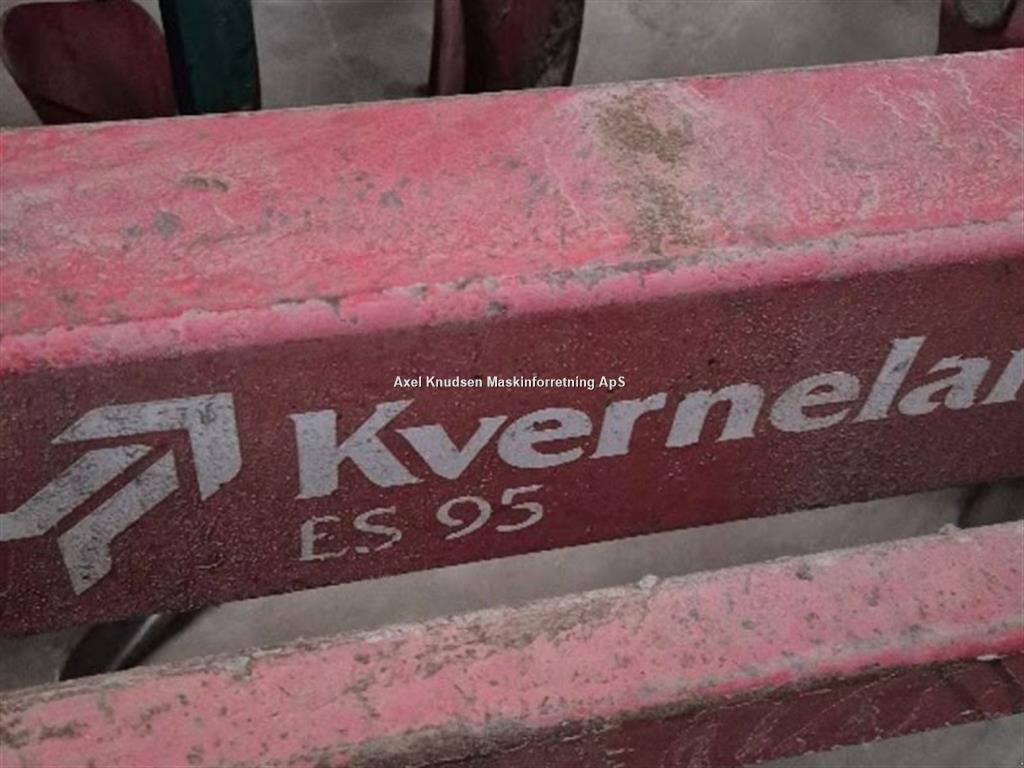 Axel Knudsen Maskinforretning ApS
Kvernelan
ES 95